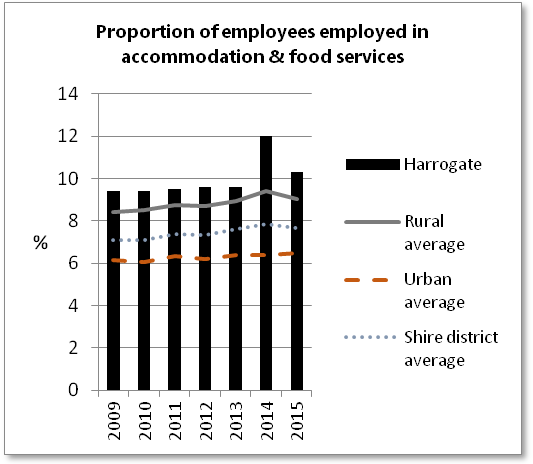 Proportion of employees employed in
accommodation & food services
14
12
10
8
6
4
2
0
%
2009 2010 2011 2012 2013 2014 2015
Harrogate
Rural
average
Urban
average
Shire district
average